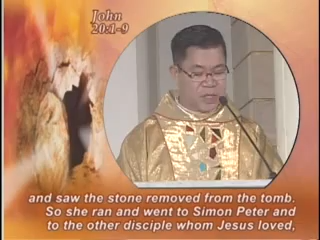 John
20:1-9
and saw the stone removed from the tomb.
So she ran and went to Simon Peter and
to the other disciple whom Jesus loved,